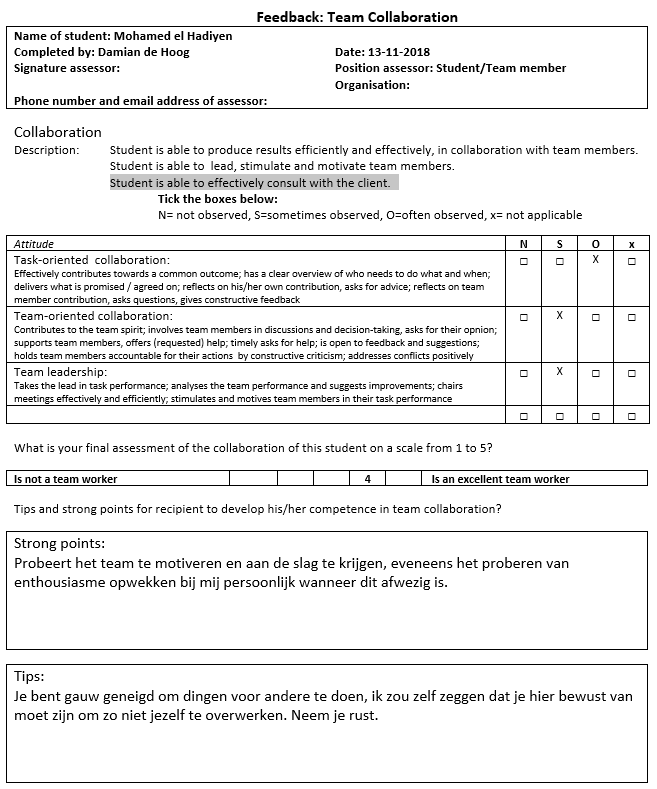 Feedback: Team Collaboration
Name of student: Mohamed el Hadiyen
Completed by: Damian de Hoog Date: 13-11-2018
Signature assessor: Position assessor: Student/Team member
Organisation:
Phone number and email address of assessor:
Collaboration
Description: Student is able to produce results efficiently and effectively, in collaboration with team members.
Student is able to lead, stimulate and motivate team members.
Student is able to effectively consult with the client.
Tick the boxes below:
N= not observed, S=sometimes observed, O=often observed, x= not applicable
Attitude N S O x
Task-oriented collaboration: □ □ X □
Effectively contributes towards a common outcome; has a clear overview of who needs to do what and when;
delivers what is promised / agreed on; reflects on his/her own contribution, asks for advice; reflects on team
member contribution, asks questions, gives constructive feedback
Team-oriented collaboration: □ X □ □
Contributes to the team spirit; involves team members in discussions and decision-taking, asks for their opnion;
supports team members, offers (requested) help; timely asks for help; is open to feedback and suggestions;
holds team members accountable for their actions by constructive criticism; addresses conflicts positively
Team leadership: □ X □ □
Takes the lead in task performance; analyses the team performance and suggests improvements; chairs
meetings effectively and efficiently; stimulates and motives team members in their task performance
□ □ □ □
What is your final assessment of the collaboration of this student on a scale from 1 to 5?
Is not a team worker 4 Is an excellent team worker
Tips and strong points for recipient to develop his/her competence in team collaboration?
Strong points:
Probeert het team te motiveren en aan de slag te krijgen, eveneens het proberen van
enthousiasme opwekken bij mij persoonlijk wanneer dit afwezig is.
Tips:
Je bent gauw geneigd om dingen voor andere te doen, ik zou zelf zeggen dat je hier bewust van
moet zijn om zo niet jezelf te overwerken. Neem je rust.